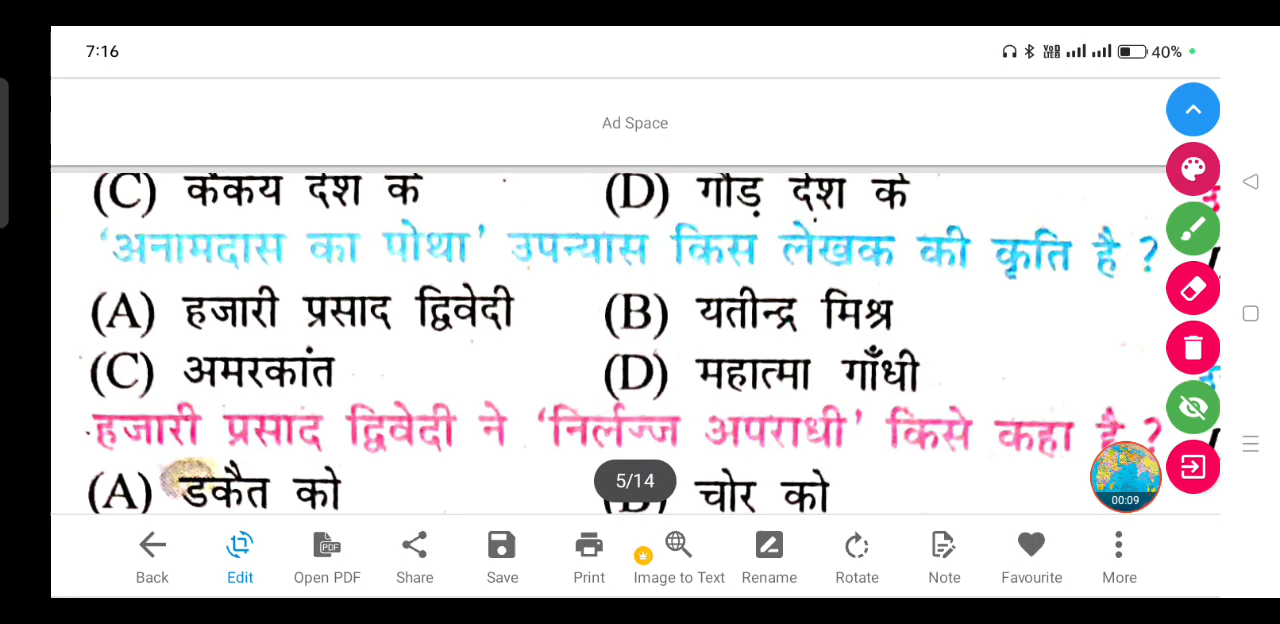 7:16
40%
Ad Space
(C) केकय देश के (D) गौड़ देश के
'अनामदास का पोथा' उपन्यास किस लेखक की कृति है ?
(A) हजारी प्रसाद द्विवेदी (B) यतीन्द्र मिश्र
(C) अमरकांत (D) महात्मा गाँधी
हजारी प्रसाद द्विवेदी ने 'निर्लज्ज अपराधी' किसे कहा है ?
(A) डकैत को (B) चोर को
5/14
00:09
PDF
Back Edit Open PDF Share Save Print Image to Text Rename Rotate Note Favourite More